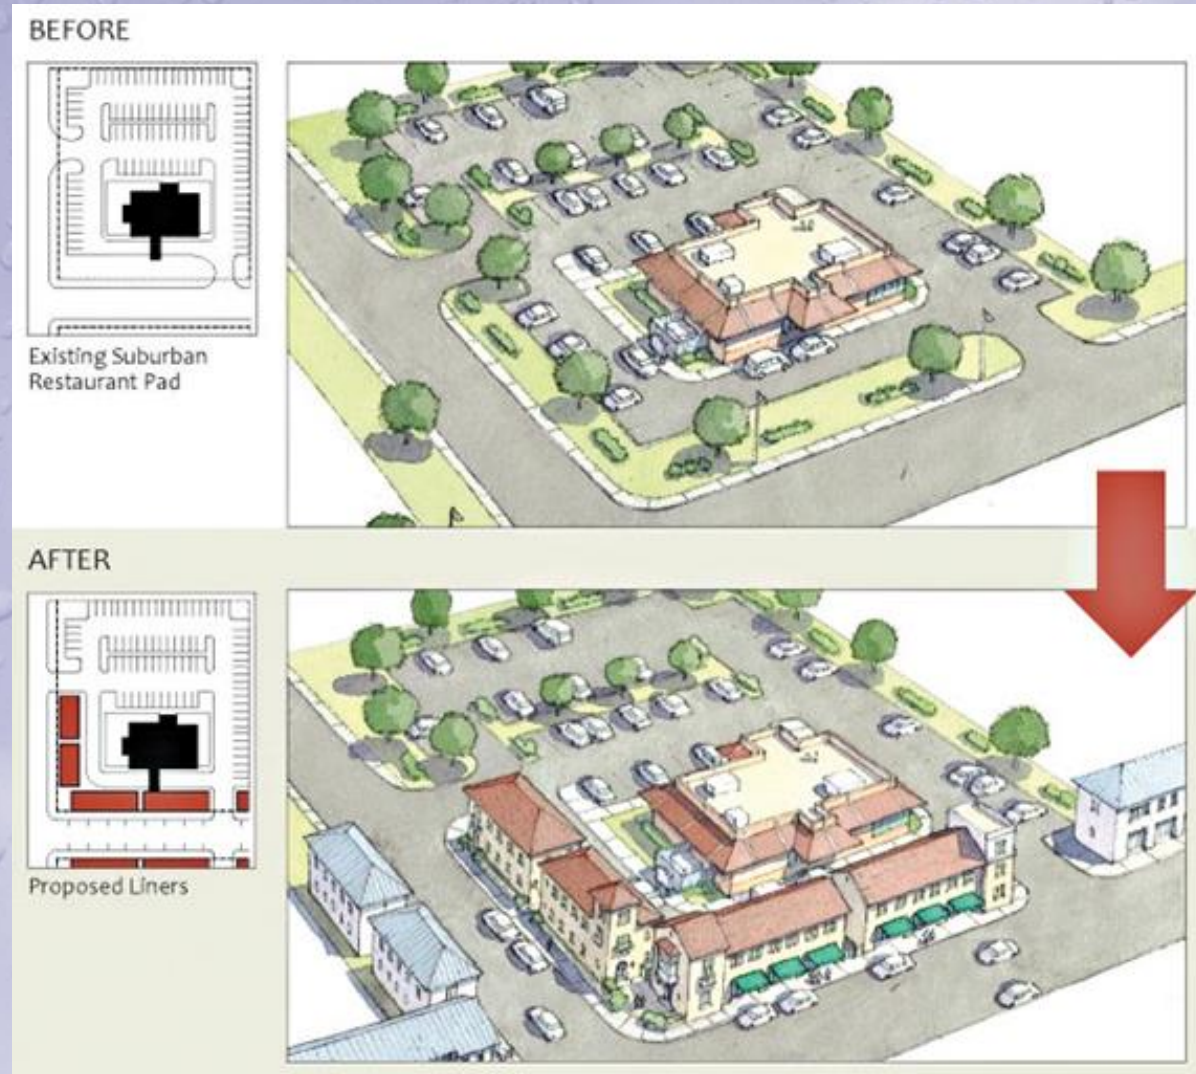 BEFORE
Existing Suburban
Restaurant Pad
AFTER
Proposed Liners